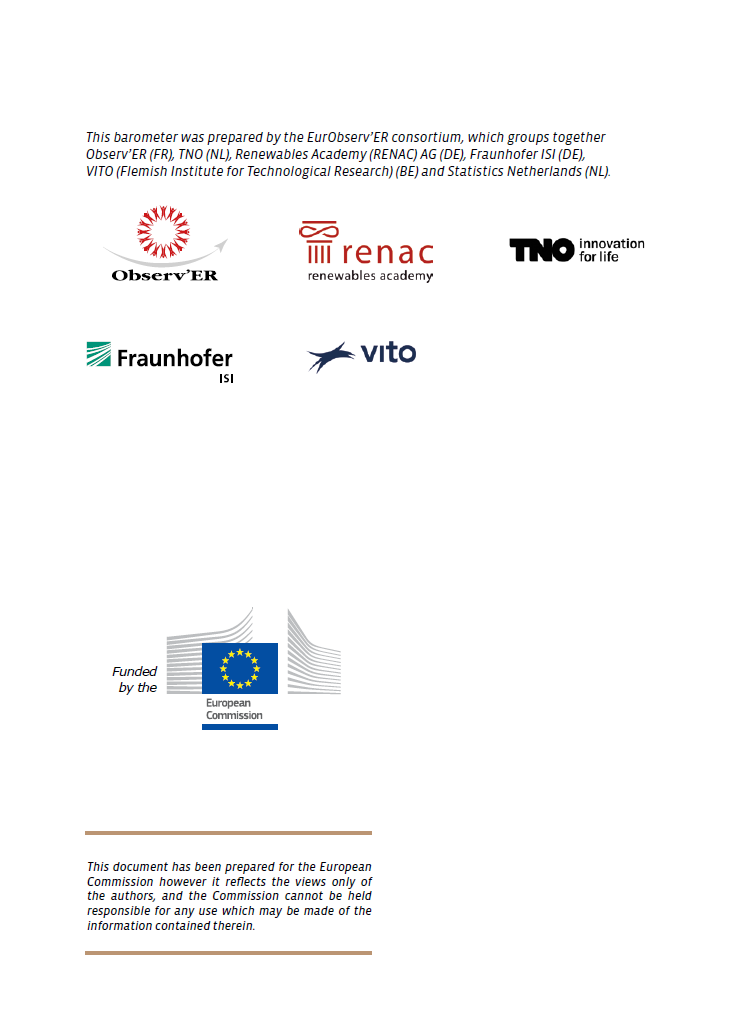 This barometer was prepared by the EurObserv’ER consortium, which groups together
Observ’ER (FR), TNO (NL), Renewables Academy (RENAC) AG (DE), Fraunhofer ISI (DE),
VITO (Flemish Institute for Technological Research) (BE) and Statistics Netherlands (NL).
Observ’ER
renac
renewables academy
TNO innovation
for life
Fraunhofer
ISI
vito
Funded
by the
European
Commission
This document has been prepared for the European
Commission however it reflects the views only of
the authors, and the Commission cannot be held
responsible for any use which may be made of the
information contained therein.